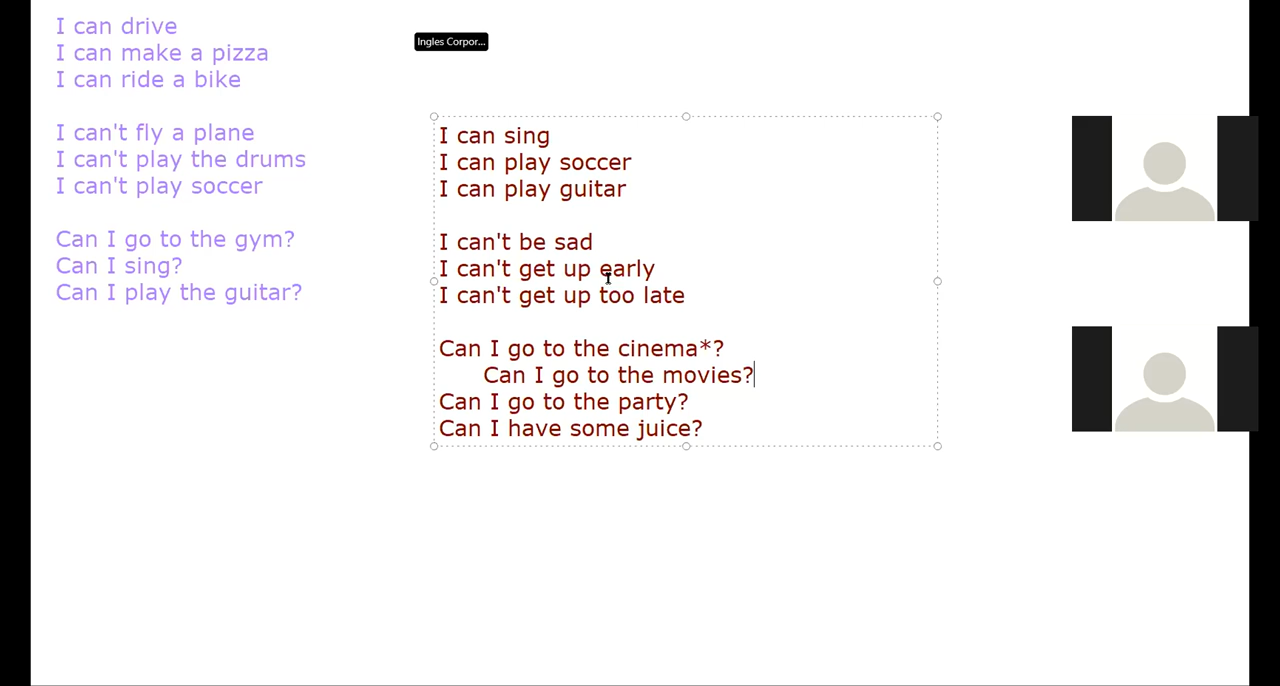 I can drive
I can make a pizza
I can ride a bike
I can't fly a plane
I can't play the drums
I can't play soccer
Can I go to the gym?
Can I sing?
Can I play the guitar?
Ingles Corpor...
I can sing
I can play soccer
I can play guitar
I can't be sad
I can't get up early
I can't get up too late
Can I go to the cinema*?
Can I go to the movies?
Can I go to the party?
Can I have some juice?